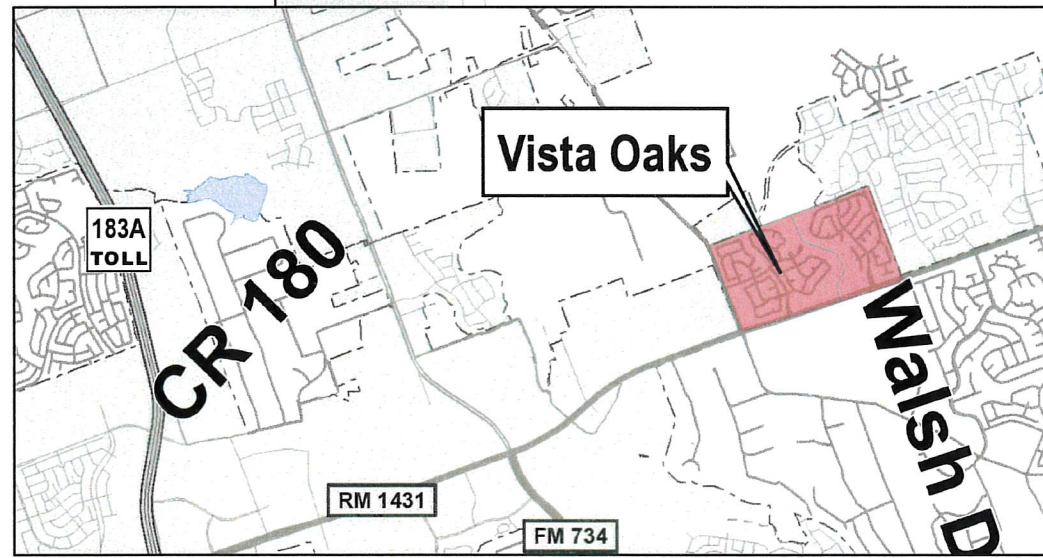 Vista Oaks
183A
TOLL
CR 180
Walsh D
RM 1431
FM 734